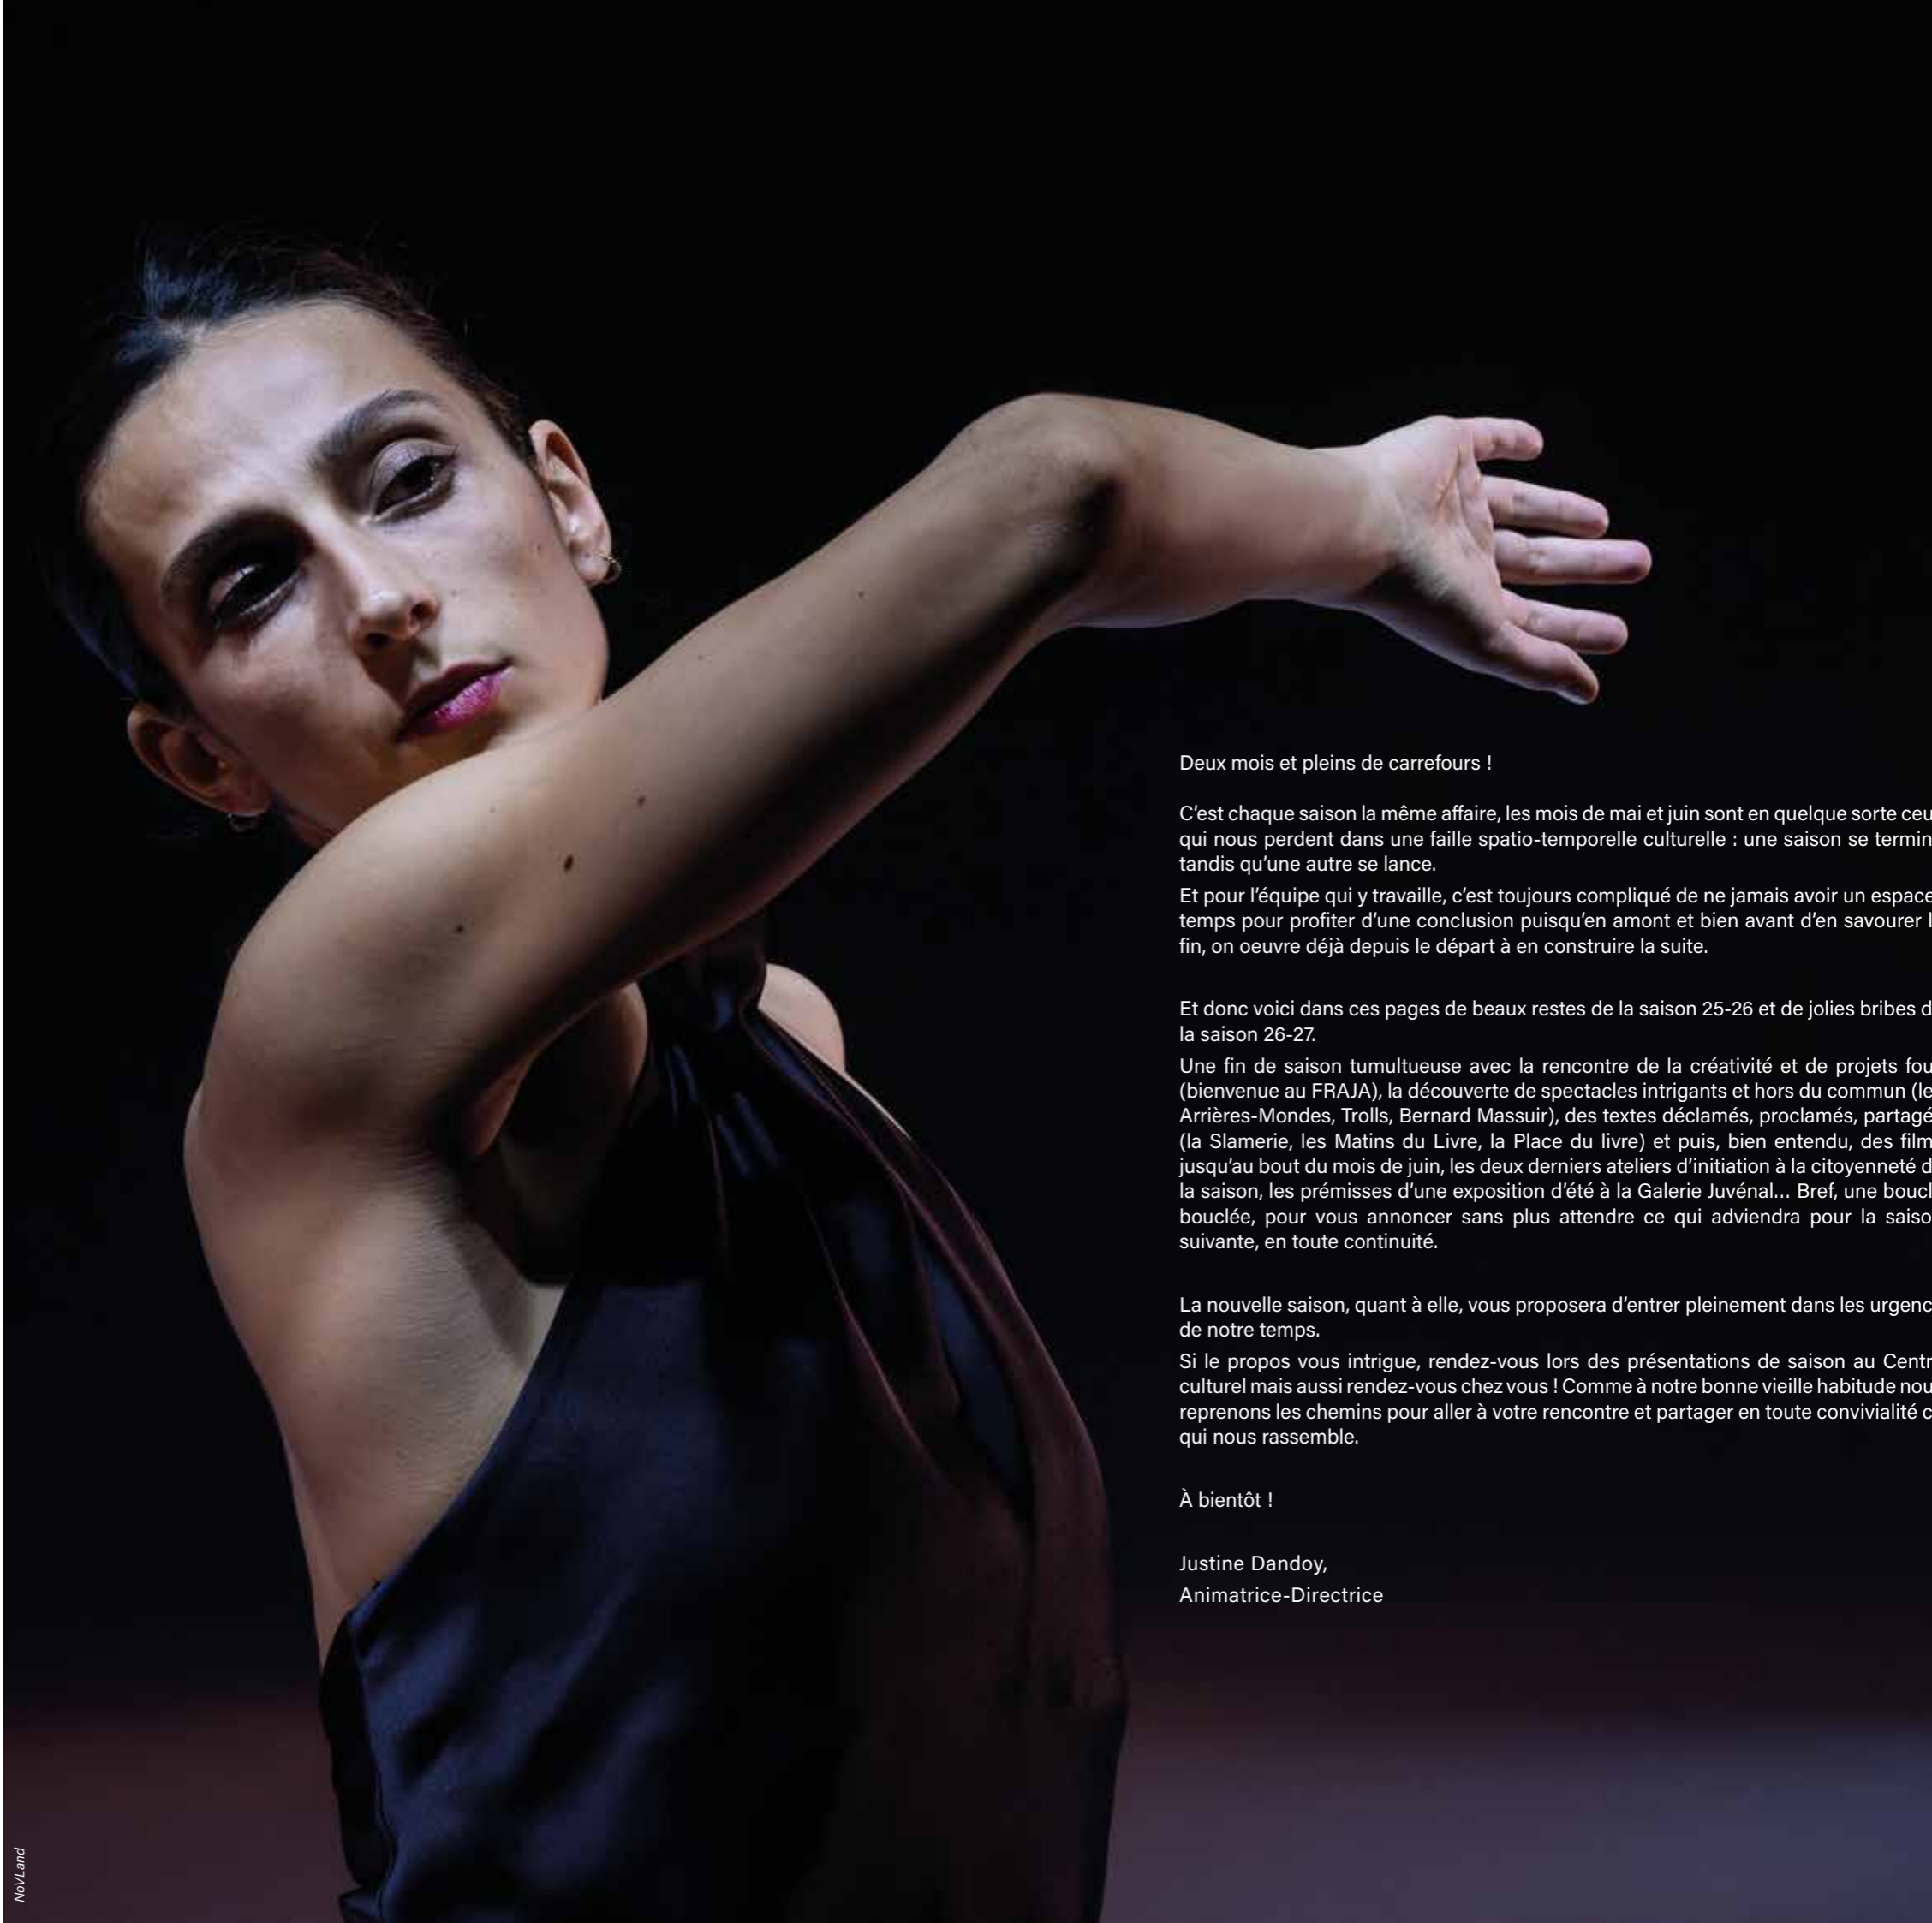 Deux mois et pleins de carrefours !
C'est chaque saison la même affaire, les mois de mai et juin sont en quelque sorte ceu
qui nous perdent dans une faille spatio-temporelle culturelle : une saison se termin
tandis qu'une autre se lance.
Et pour l'équipe qui y travaille, c'est toujours compliqué de ne jamais avoir un espace
temps pour profiter d'une conclusion puisqu'en amont et bien avant d'en savourer l
fin, on oeuvre déjà depuis le départ à en construire la suite.
Et donc voici dans ces pages de beaux restes de la saison 25-26 et de jolies bribes d
la saison 26-27.
Une fin de saison tumultueuse avec la rencontre de la créativité et de projets fou
(bienvenue au FRAJA), la découverte de spectacles intrigants et hors du commun (le
Arrières-Mondes, Trolls, Bernard Massuir), des textes déclamés, proclamés, partagé
(la Slamerie, les Matins du Livre, la Place du livre) et puis, bien entendu, des film
jusqu'au bout du mois de juin, les deux derniers ateliers d'initiation à la citoyenneté d
la saison, les prémisses d'une exposition d'été à la Galerie Juvénal... Bref, une boucl
bouclée, pour vous annoncer sans plus attendre ce qui adviendra pour la saiso
suivante, en toute continuité.
La nouvelle saison, quant à elle, vous proposera d'entrer pleinement dans les urgenc
de notre temps.
Si le propos vous intrigue, rendez-vous lors des présentations de saison au Centr
culturel mais aussi rendez-vous chez vous ! Comme à notre bonne vieille habitude nou
reprenons les chemins pour aller à votre rencontre et partager en toute convivialité c
qui nous rassemble.
À bientôt !
Justine Dandoy,
Animatrice-Directrice
NoVLand